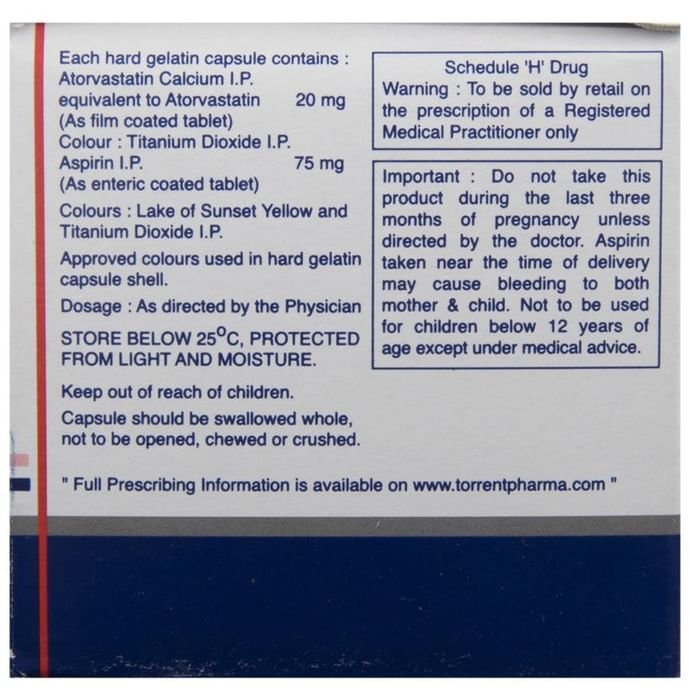 Each hard gelatin capsule contains :
Atorvastatin Calcium I.P.
equivalent to Atorvastatin 20 mg
(As film coated tablet)
Colour : Titanium Dioxide I.P.
Aspirin I.P. 75 mg
(As enteric coated tablet)
Colours : Lake of Sunset Yellow and
Titanium Dioxide I.P.
Approved colours used in hard gelatin
capsule shell.
Dosage : As directed by the Physician
STORE BELOW 25°C, PROTECTED
FROM LIGHT AND MOISTURE.
Keep out of reach of children.
Capsule should be swallowed whole,
not to be opened, chewed or crushed.
Schedule 'H' Drug
Warning : To be sold by retail on
the prescription of a Registered
Medical Practitioner only
Important : Do not take this
product during the last three
months of pregnancy unless
directed by the doctor. Aspirin
taken near the time of delivery
may cause bleeding to both
mother & child. Not to be used
for children below 12 years of
age except under medical advice.
" Full Prescribing Information is available on www.torrentpharma.com "